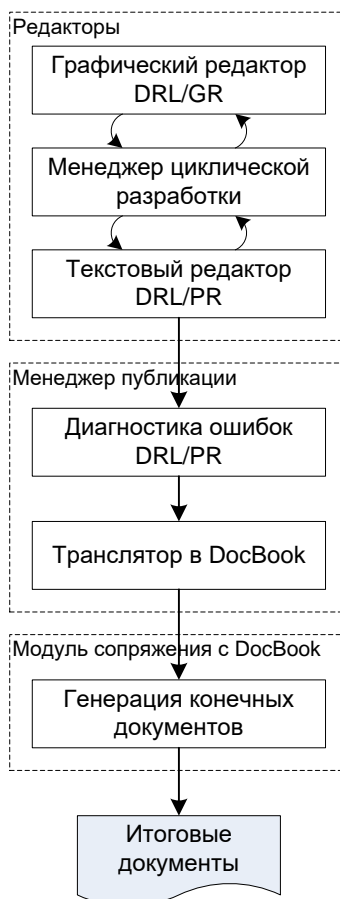 Редакторы
Графический редактор
DRL/GR
Менеджер циклической
разработки
Текстовый редактор
DRL/PR
Менеджер публикации
Диагностика ошибок
DRL/PR
Транслятор в DocBook
Модуль сопряжения с DocBook
Генерация конечных
документов
Итоговые
документы